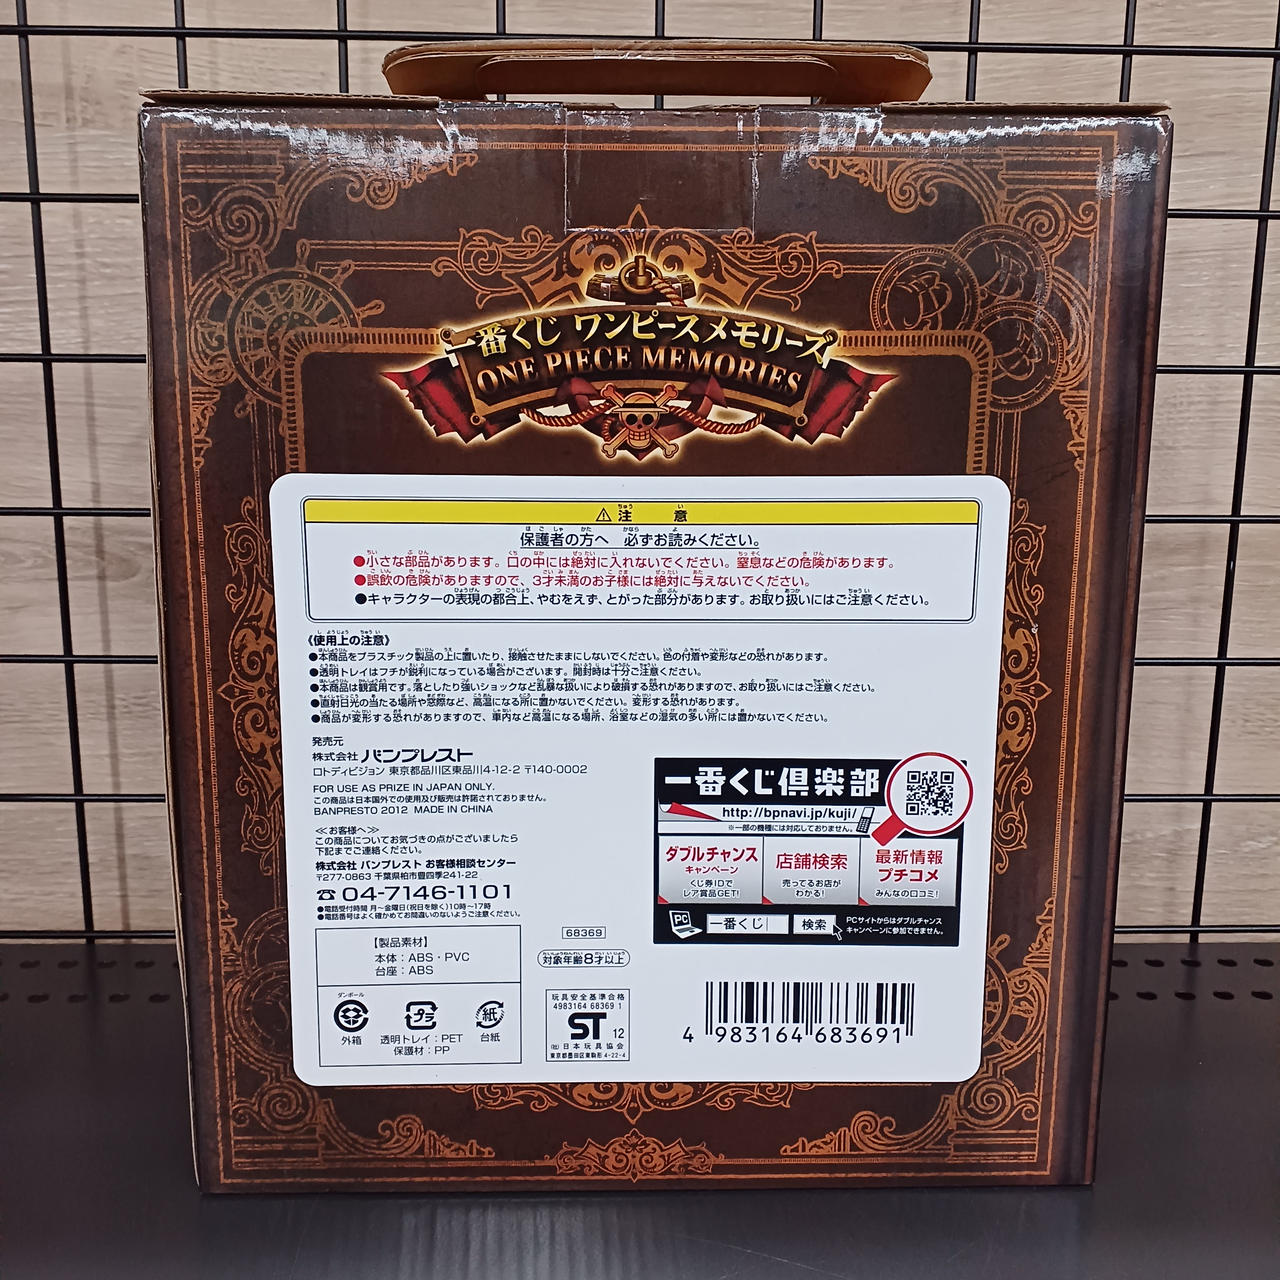 一番くじ ワンピースメモリーズ
ONE PIECE MEMORIES
⚠注意
保護者の方へ 必ずお読みください。
●小さな部品があります。口の中には絶対に入れないでください。窒息などの危険があります。
●誤飲の危険がありますので、3才未満のお子様には絶対に与えないでください。
●キャラクターの表現の都合上、やむをえず、とがった部分があります。お取り扱いにはご注意ください。
《使用上の注意》
●本商品をプラスチック製品の上に置いたり、接触させたままにしないでください。色の付着や変形などの恐れがあります。
●透明トレイはフチが鋭利になっている場合がございます。開封時は十分ご注意ください。
●本商品は観賞用です。落としたり強いショックなど乱暴な扱いにより破損する恐れがありますので、お取り扱いにはご注意ください。
●直射日光の当たる場所や窓際など、高温になる所に置かないでください。変形する恐れがあります。
●商品が変形する恐れがありますので、車内など高温になる場所、浴室などの湿気の多い所には置かないでください。
発売元
株式会社 バンプレスト
ロトディビジョン 東京都品川区東品川4-12-2 〒140-0002
FOR USE AS PRIZE IN JAPAN ONLY.
この商品は日本国外での使用及び販売は許諾されておりません。
BANPRESTO 2012 MADE IN CHINA
≪お客様へ≫
この商品についてお気づきの点がございましたら
下記までご連絡ください。
株式会社 バンプレスト お客様相談センター
〒277-0863 千葉県柏市豊四季241-22
☎04-7146-1101
●電話受付時間 月〜金曜日(祝日を除く)10時〜17時
●電話番号はよく確かめてお間違いのないようご注意ください。
【製品素材】
本体：ABS・PVC
台座：ABS
ダンボール
外箱
プラ
透明トレイ：PET
保護材：PP
紙
台紙
68369
対象年齢8才以上
玩具安全基準合格
4983164 68369 1
ST 12
(社)日本玩具協会
東京都墨田区東駒形 4-22-4
一番くじ倶楽部
http://bpnavi.jp/kuji/
※一部の機種には対応しておりません。
ダブルチャンス
キャンペーン
くじ券IDで
レア賞品GET!
店舗検索
売ってるお店が
わかる!
最新情報
プチコメ
みんなの口コミ!
PC
一番くじ
検索
PCサイトからはダブルチャンス
キャンペーンに参加できません。
4 983164 683691